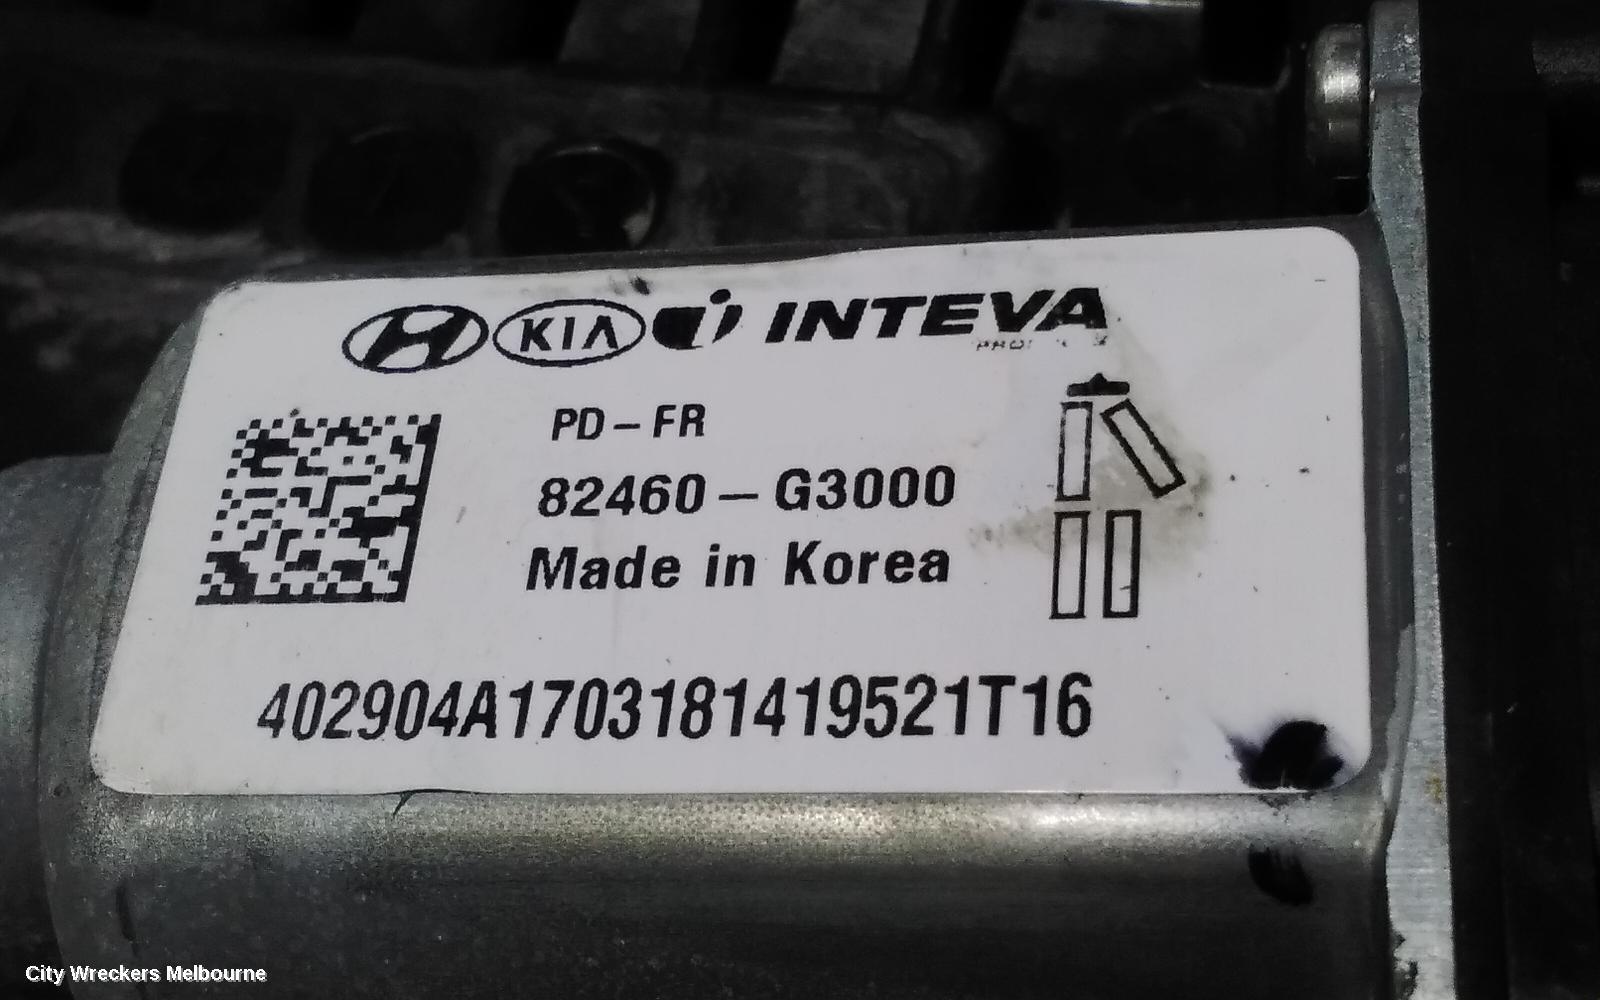 KIA INTEVA
PD-FR
82460-G3000
Made in Korea
402904A1703181419521T16
City Wreckers Melbourne